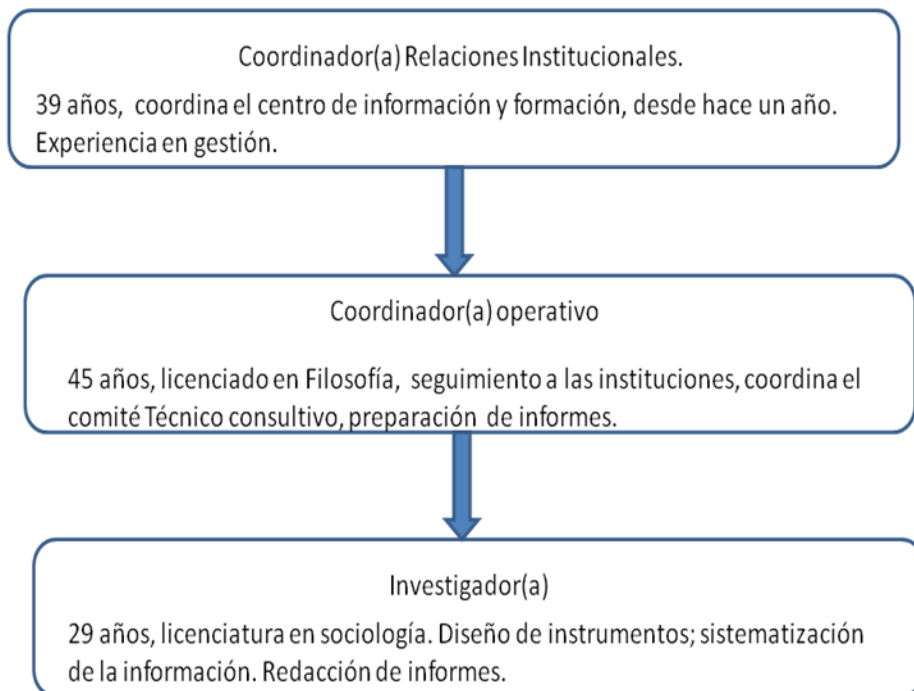 Coordinador(a) Relaciones Institucionales.
39 años, coordina el centro de información y formación, desde hace un año.
Experiencia en gestión.
Coordinador(a) operativo
45 años, licenciado en Filosofía, seguimiento a las instituciones, coordina el
comité Técnico consultivo, preparación de informes.
Investigador(a)
29 años, licenciatura en sociología. Diseño de instrumentos; sistematización
de la información. Redacción de informes.